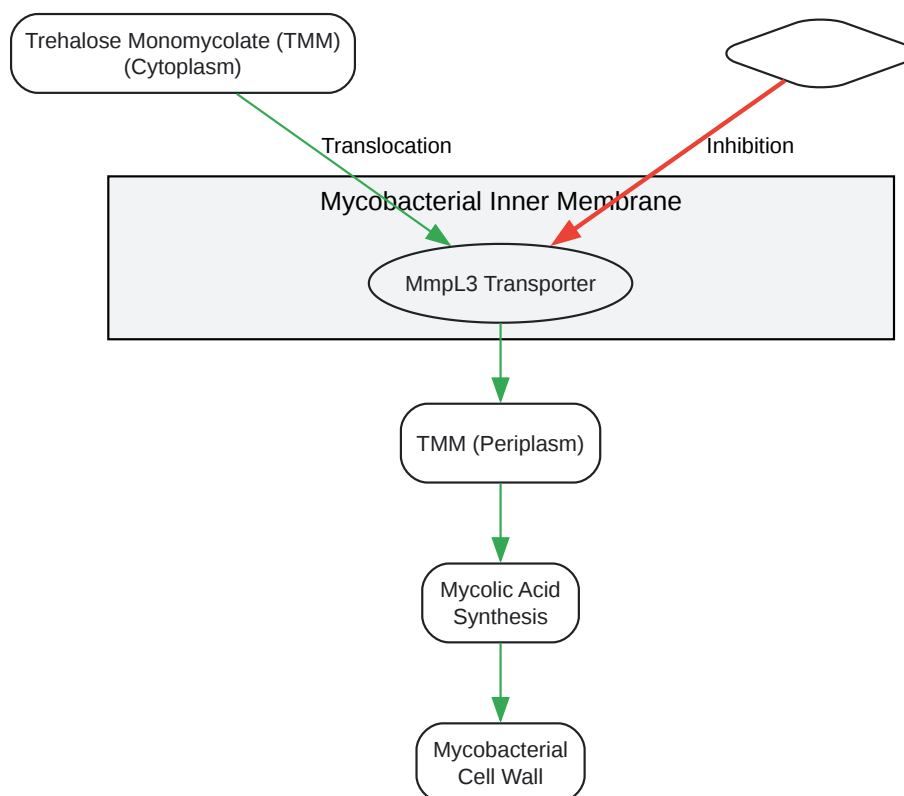 Trehalose Monomycolate (TMM)
(Cytoplasm)
Translocation
Inhibition
Mycobacterial Inner Membrane
MmpL3 Transporter
TMM (Periplasm)
Mycolic Acid
Synthesis
Mycobacterial
Cell Wall